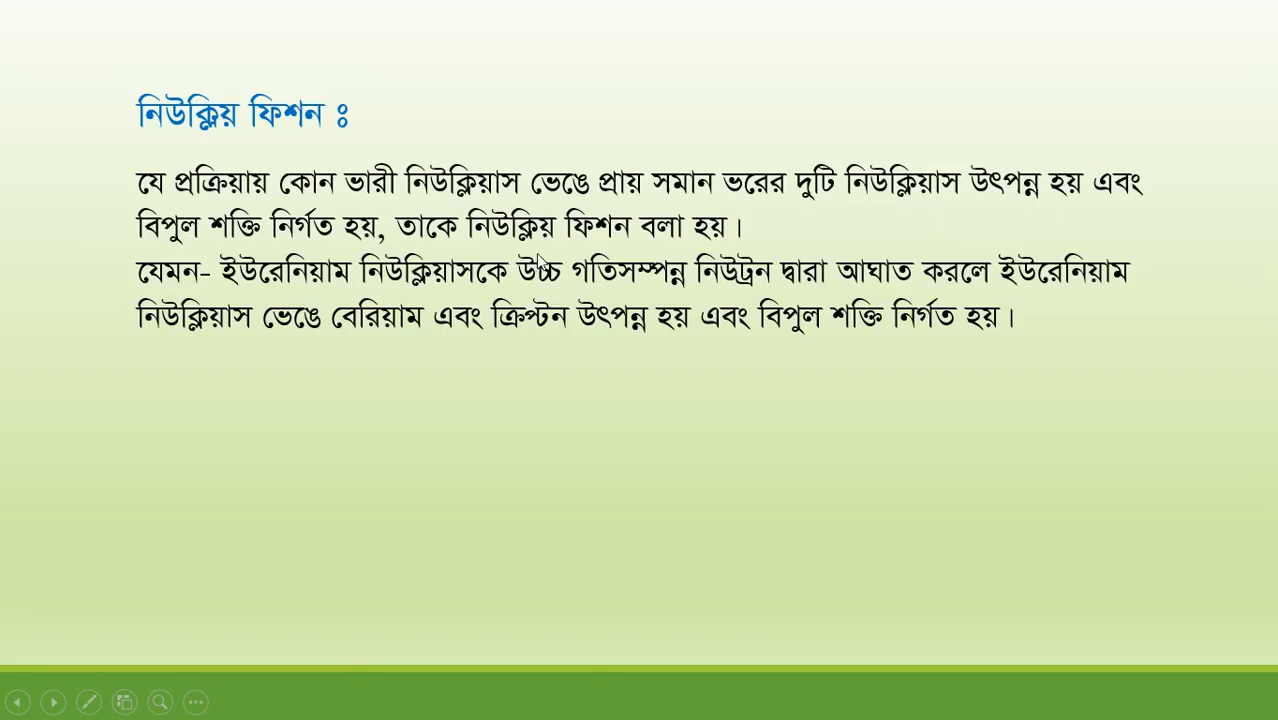 নিউক্লিয় ফিশন ঃ
যে প্রক্রিয়ায় কোন ভারী নিউক্লিয়াস ভেঙে প্রায় সমান ভরের দুটি নিউক্লিয়াস উৎপন্ন হয় এবং
বিপুল শক্তি নির্গত হয়, তাকে নিউক্লিয় ফিশন বলা হয়।
যেমন- ইউরেনিয়াম নিউক্লিয়াসকে উচ্চ গতিসম্পন্ন নিউট্রন দ্বারা আঘাত করলে ইউরেনিয়াম
নিউক্লিয়াস ভেঙে বেরিয়াম এবং ক্রিপ্টন উৎপন্ন হয় এবং বিপুল শক্তি নির্গত হয়।